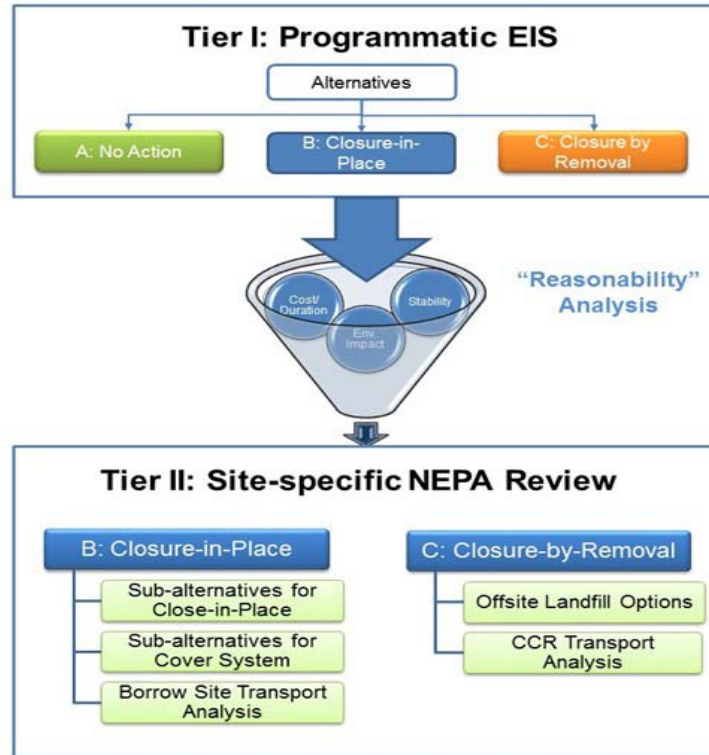 Tier I: Programmatic EIS
Alternatives
A: No Action
B: Closure-in-
Place
C: Closure by
Removal
Cost/
Duration
Stability
Env.
Impact
“Reasonability”
Analysis
Tier II: Site-specific NEPA Review
B: Closure-in-Place
Sub-alternatives for
Close-in-Place
Sub-alternatives for
Cover System
Borrow Site Transport
Analysis
C: Closure-by-Removal
Offsite Landfill Options
CCR Transport
Analysis